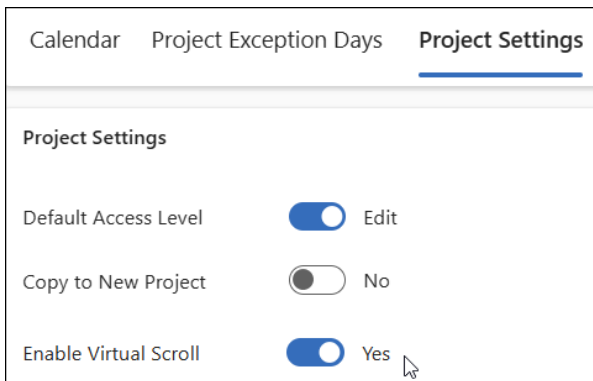 Calendar Project Exception Days Project Settings
Project Settings
Default Access Level Edit
Copy to New Project No
Enable Virtual Scroll Yes